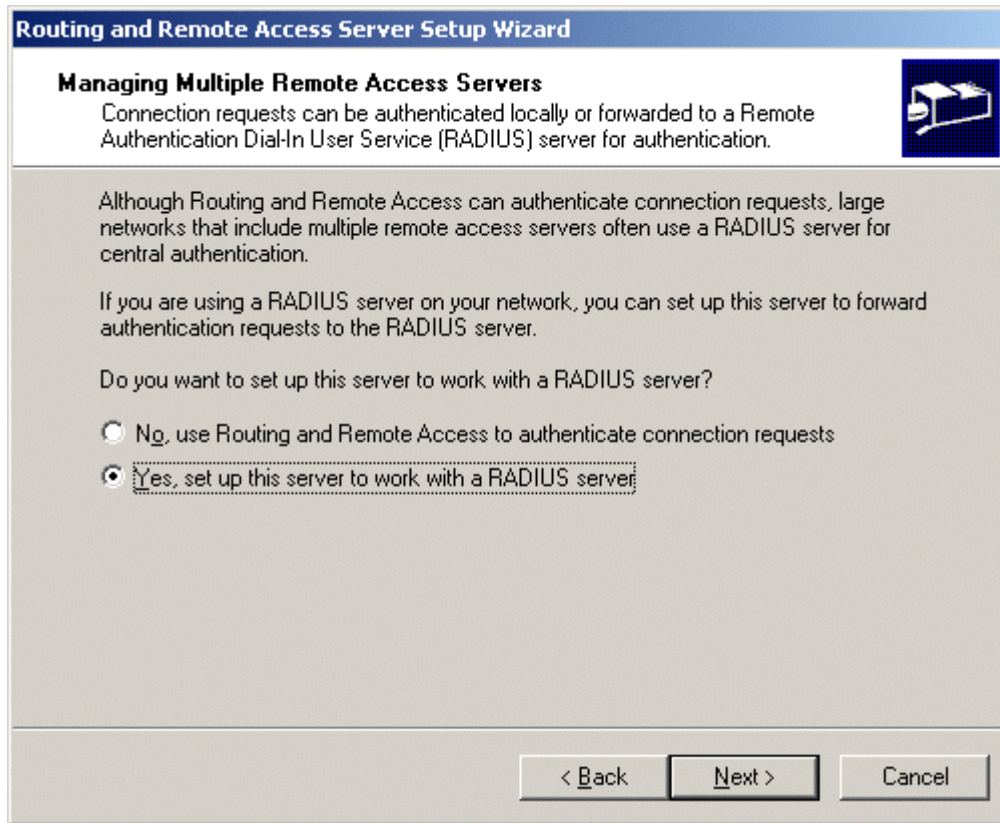 Routing and Remote Access Server Setup Wizard
Managing Multiple Remote Access Servers
Connection requests can be authenticated locally or forwarded to a Remote
Authentication Dial-In User Service (RADIUS) server for authentication.
Although Routing and Remote Access can authenticate connection requests, large
networks that include multiple remote access servers often use a RADIUS server for
central authentication.
If you are using a RADIUS server on your network, you can set up this server to forward
authentication requests to the RADIUS server.
Do you want to set up this server to work with a RADIUS server?
No, use Routing and Remote Access to authenticate connection requests
Yes, set up this server to work with a RADIUS server
< Back Next > Cancel